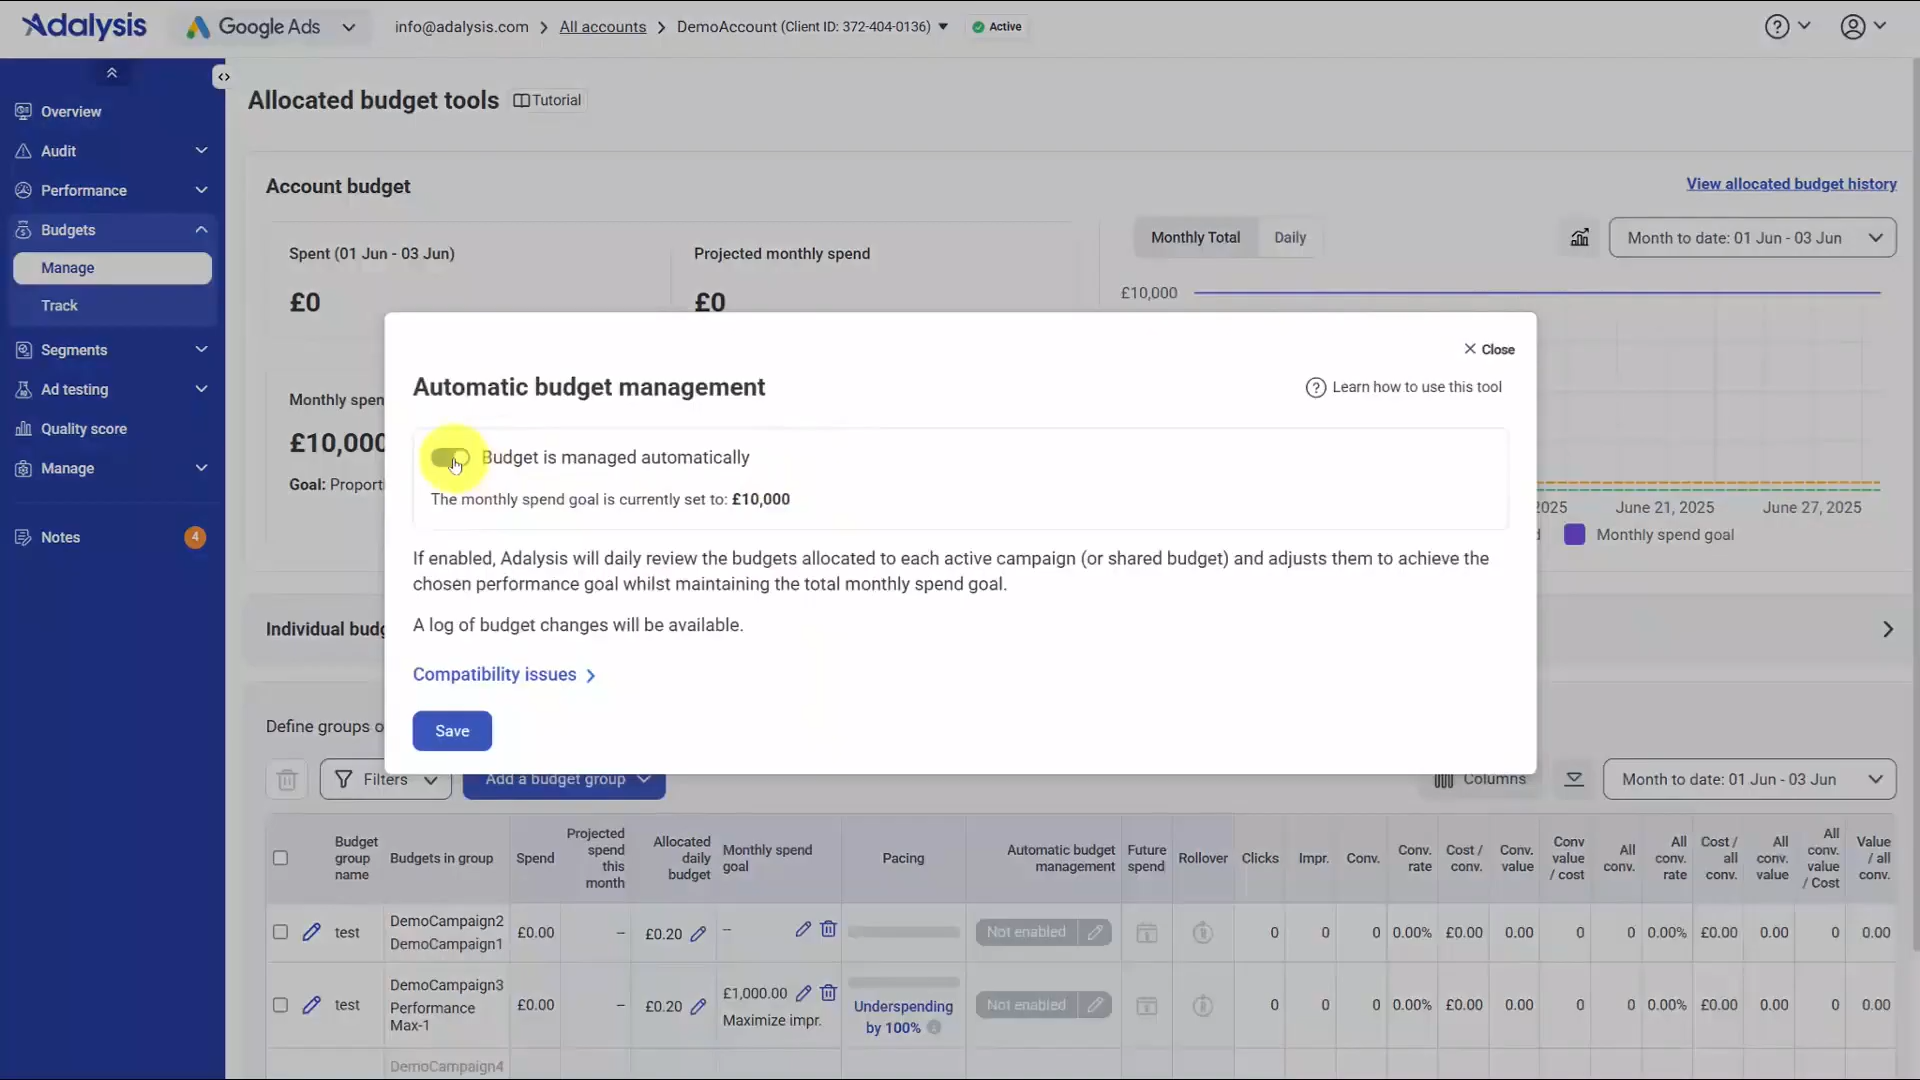 Adalysis
Google Ads
info@adalysis.com > All accounts > DemoAccount (Client ID: 372-404-0136)
Active
Overview
Audit
Performance
Budgets
Manage
Track
Segments
Ad testing
Quality score
Manage
Notes
4
Allocated budget tools
Tutorial
Account budget
View allocated budget history
Spent (01 Jun - 03 Jun)
£0
Projected monthly spend
£0
Monthly Total
Daily
Month to date: 01 Jun - 03 Jun
£10,000
Monthly spen
£10,000
Goal: Proport
2025
June 21, 2025
June 27, 2025
Monthly spend goal
Close
Automatic budget management
Learn how to use this tool
Budget is managed automatically
The monthly spend goal is currently set to: £10,000
If enabled, Adalysis will daily review the budgets allocated to each active campaign (or shared budget) and adjusts them to achieve the
chosen performance goal whilst maintaining the total monthly spend goal.
A log of budget changes will be available.
Compatibility issues
Save
Individual budg
Define groups o
Filters
Add a budget group
Columns
Month to date: 01 Jun - 03 Jun
Budget
group
name
Budgets in group
Spend
Projected
spend
this
month
Allocated
daily
budget
Monthly spend
goal
Pacing
Automatic budget
management
Future
spend
Rollover
Clicks
Impr.
Conv.
Conv.
rate
Cost /
conv.
Conv.
value
Conv
value
/ cost
All
conv.
All
conv.
rate
Cost /
all
conv.
All
conv.
value
All
conv.
value
/ Cost
Value
/ all
conv.
test
DemoCampaign2
DemoCampaign1
£0.00
–
£0.20
–
Not enabled
0
0
0
0.00%
£0.00
0.00
0
0
0.00%
£0.00
0.00
0
0.00
test
DemoCampaign3
Performance
Max-1
£0.00
–
£0.20
£1,000.00
Maximize impr.
Underspending
by 100%
Not enabled
0
0
0
0.00%
£0.00
0.00
0
0
0.00%
£0.00
0.00
0
0.00
DemoCampaign4